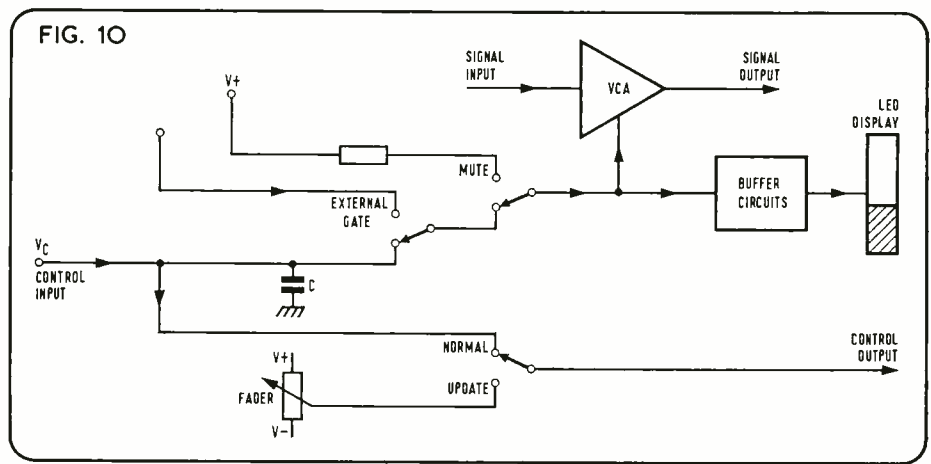 FIG. 10
SIGNAL
INPUT
VCA
SIGNAL
OUTPUT
LED
DISPLAY
V+
MUTE
EXTERNAL
GATE
BUFFER
CIRCUITS
VC
CONTROL
INPUT
C
NORMAL
CONTROL
OUTPUT
V+
FADER
UPDATE
V−